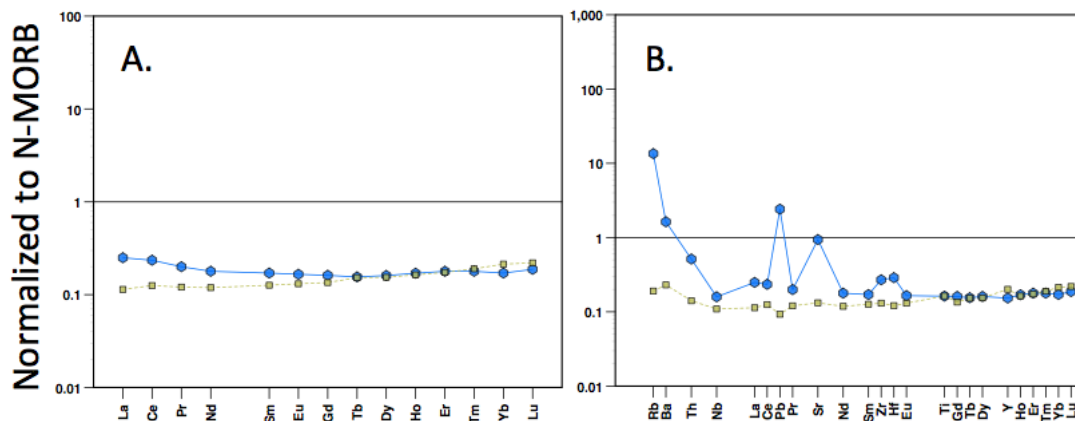 Normalized to N-MORB
A.
100
10
1
0.1
0.01
La Ce Pr Nd Sm Eu Gd Tb Dy Ho Er Tm Yb Lu
B.
1,000
100
10
1
0.1
0.01
Rb Ba Th Nb La Ce Pb Pr Sr Nd Sm Zr Hf Eu Ti Gd Tb Dy Y Ho Er Tm Yb Lu